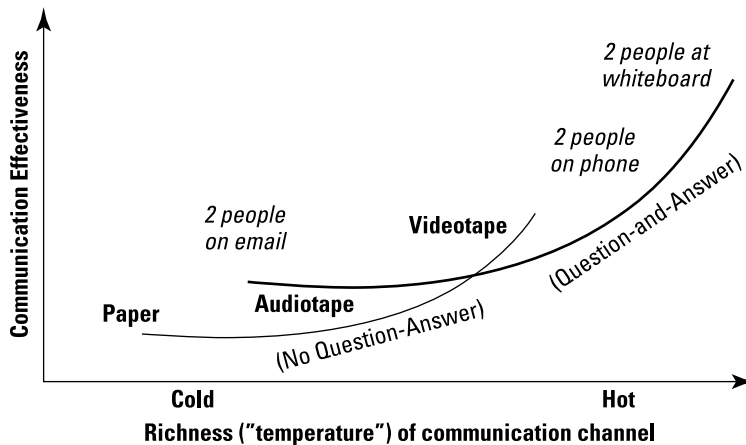 Communication Effectiveness
2 people at
whiteboard
2 people
on phone
2 people
on email
Videotape
(Question-and-Answer)
Paper
Audiotape
(No Question-Answer)
Cold
Hot
Richness ("temperature") of communication channel